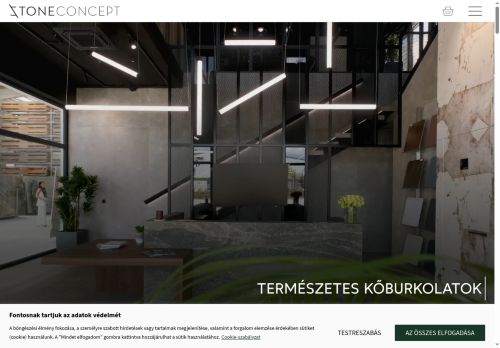 STONECONCEPT
TERMÉSZETES KŐBURKOLATOK
Fontosnak tartjuk az adatok védelmét
A böngészési élmény fokozása, a személyre szabott hirdetések vagy tartalmak megjelenítése, valamint a forgalom elemzése érdekében sütiket
(cookie) használunk. A "Mindet elfogadom" gombra kattintva hozzájárulhat a sütik használatához. Cookie-szabályzat
TESTRESZABÁS
AZ ÖSSZES ELFOGADÁSA